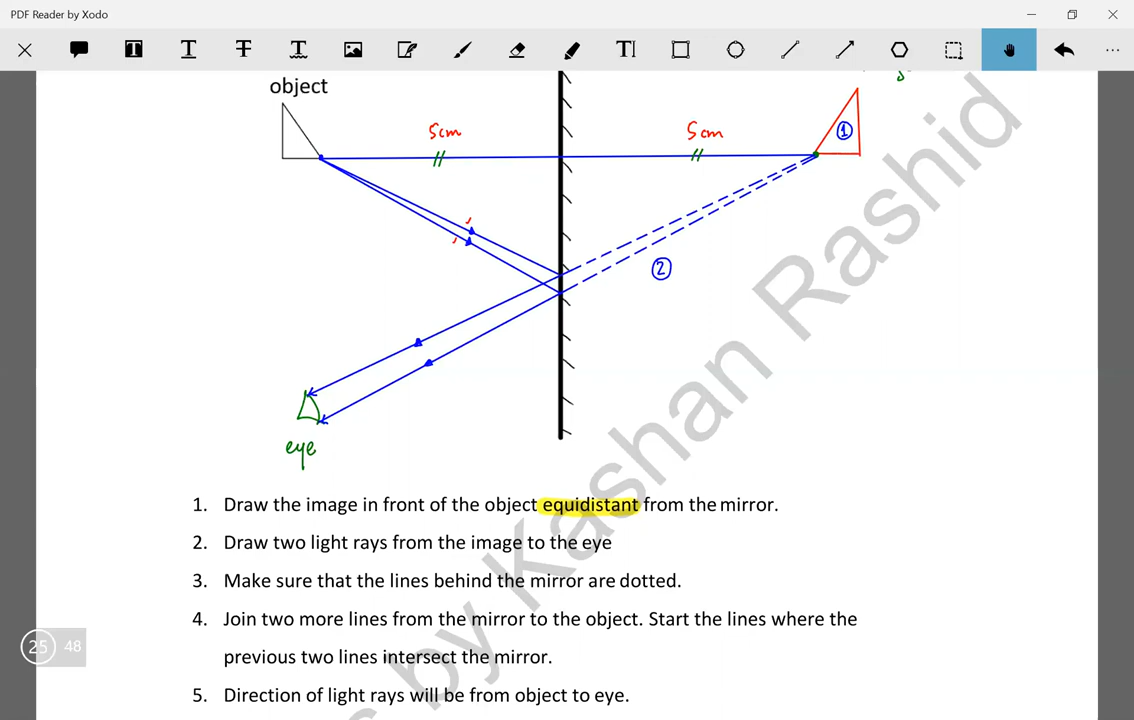 PDF Reader by Xodo
object
5cm
5cm
1
2
eye
1. Draw the image in front of the object equidistant from the mirror.
2. Draw two light rays from the image to the eye
3. Make sure that the lines behind the mirror are dotted.
4. Join two more lines from the mirror to the object. Start the lines where the
previous two lines intersect the mirror.
5. Direction of light rays will be from object to eye.
25 48
s by Kashan Rashid